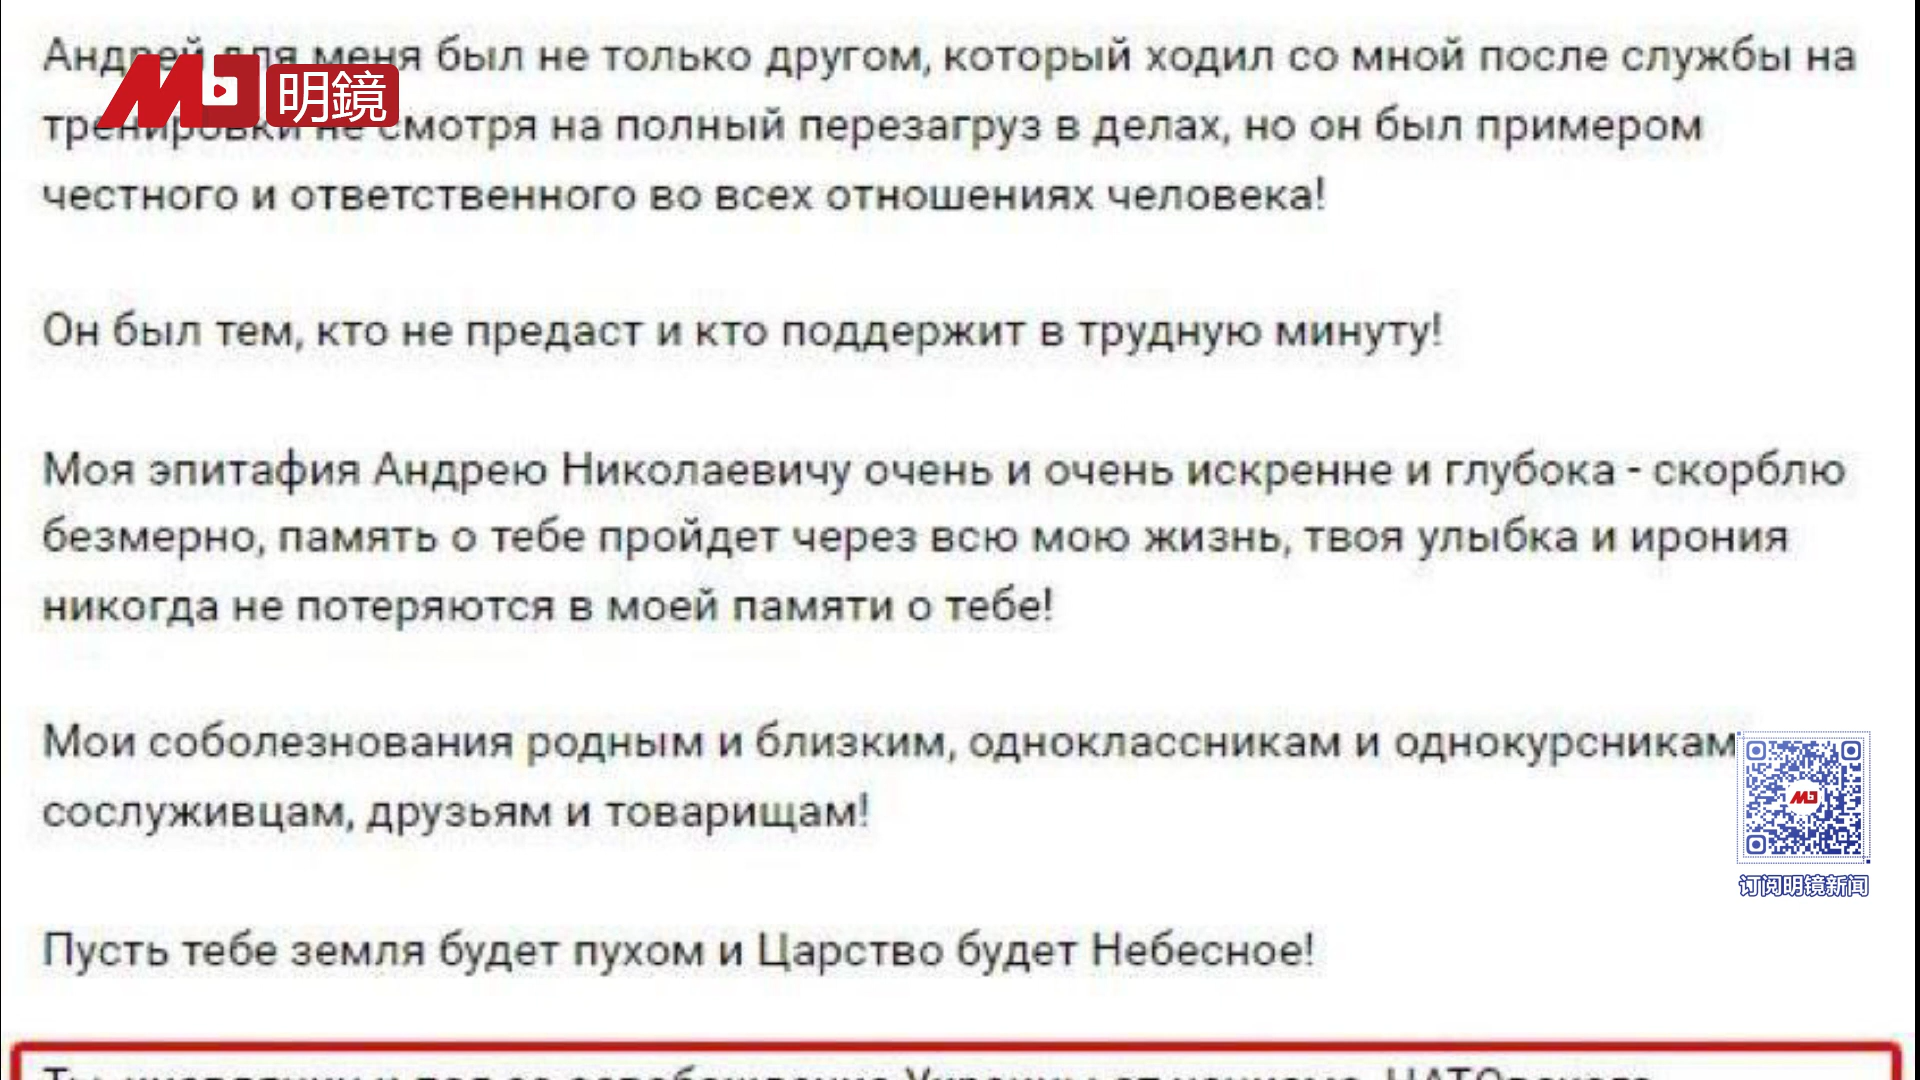 Андрей для меня был не только другом, который ходил со мной после службы на
明鏡
тренировки не смотря на полный перезагруз в делах, но он был примером
честного и ответственного во всех отношениях человека!
Он был тем, кто не предаст и кто поддержит в трудную минуту!
Моя эпитафия Андрею Николаевичу очень и очень искренне и глубока - скорблю
безмерно, память о тебе пройдет через всю мою жизнь, твоя улыбка и ирония
никогда не потеряются в моей памяти о тебе!
Мои соболезнования родным и близким, одноклассникам и однокурсникам
сослуживцам, друзьям и товарищам!
订阅明镜新闻
Пусть тебе земля будет пухом и Царство будет Небесное!